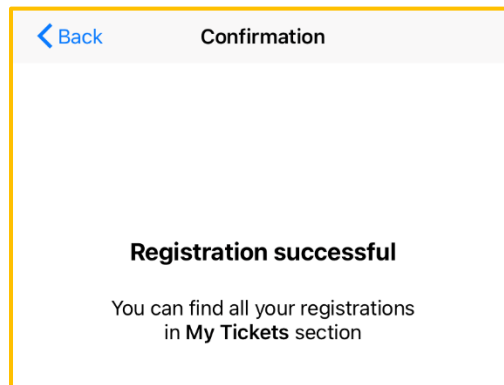 Back
Confirmation
Registration successful
You can find all your registrations
in My Tickets section